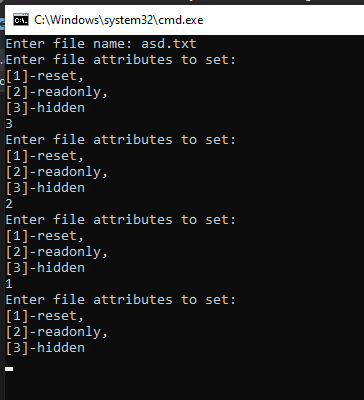 C:\Windows\system32\cmd.exe
Enter file name: asd.txt
Enter file attributes to set:
[1]-reset,
[2]-readonly,
[3]-hidden
3
Enter file attributes to set:
[1]-reset,
[2]-readonly,
[3]-hidden
2
Enter file attributes to set:
[1]-reset,
[2]-readonly,
[3]-hidden
1
Enter file attributes to set:
[1]-reset,
[2]-readonly,
[3]-hidden